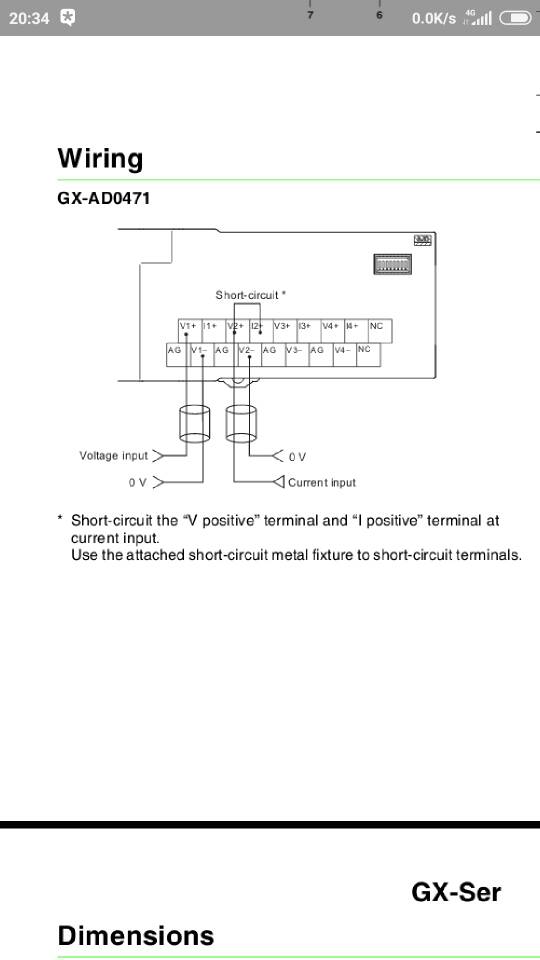 20:34
7 6
0.0K/s 4G
Wiring
GX-AD0471
Short-circuit *
V1+ I1+ V2+ I2+ V3+ I3+ V4+ I4+ NC
AG V1– AG V2– AG V3– AG V4– NC
Voltage input
0 V
0 V
Current input
* Short-circuit the “V positive” terminal and “I positive” terminal at
current input.
Use the attached short-circuit metal fixture to short-circuit terminals.
GX-Ser
Dimensions